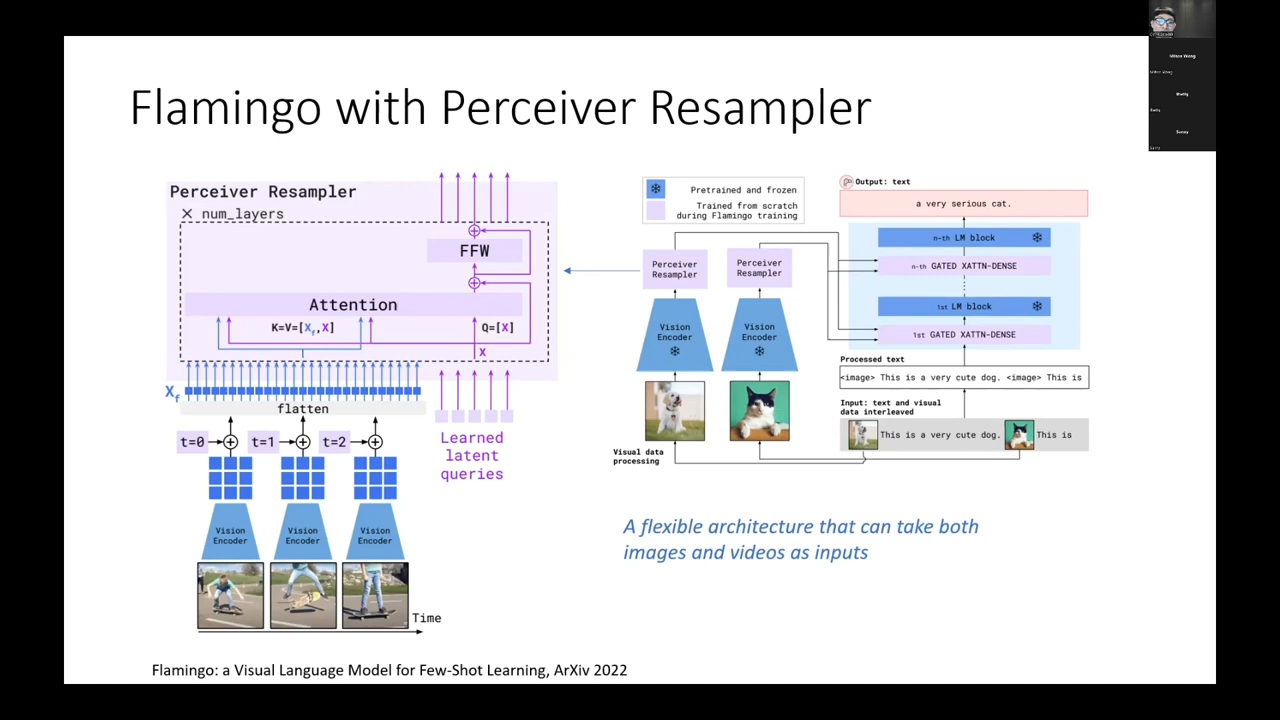 Flamingo with Perceiver Resampler
Perceiver Resampler
× num_layers
FFW
Attention
K=V=[Xf,X]
Q=[X]
X
Xf
flatten
t=0
t=1
t=2
Learned
latent
queries
Vision
Encoder
Vision
Encoder
Vision
Encoder
Time
Pretrained and frozen
Trained from scratch
during Flamingo training
Perceiver
Resampler
Perceiver
Resampler
Vision
Encoder
Vision
Encoder
Visual data
processing
Output: text
a very serious cat.
n-th LM block
n-th GATED XATTN-DENSE
1st LM block
1st GATED XATTN-DENSE
Processed text
<image> This is a very cute dog. <image> This is
Input: text and visual
data interleaved
This is a very cute dog.
This is
A flexible architecture that can take both
images and videos as inputs
Flamingo: a Visual Language Model for Few-Shot Learning, ArXiv 2022